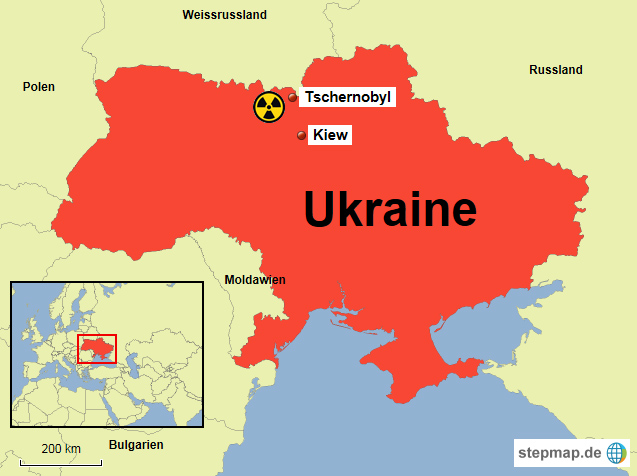 Weissrussland
Russland
Polen
Tschernobyl
Kiew
Ukraine
Moldawien
Bulgarien
200 km
stepmap.de